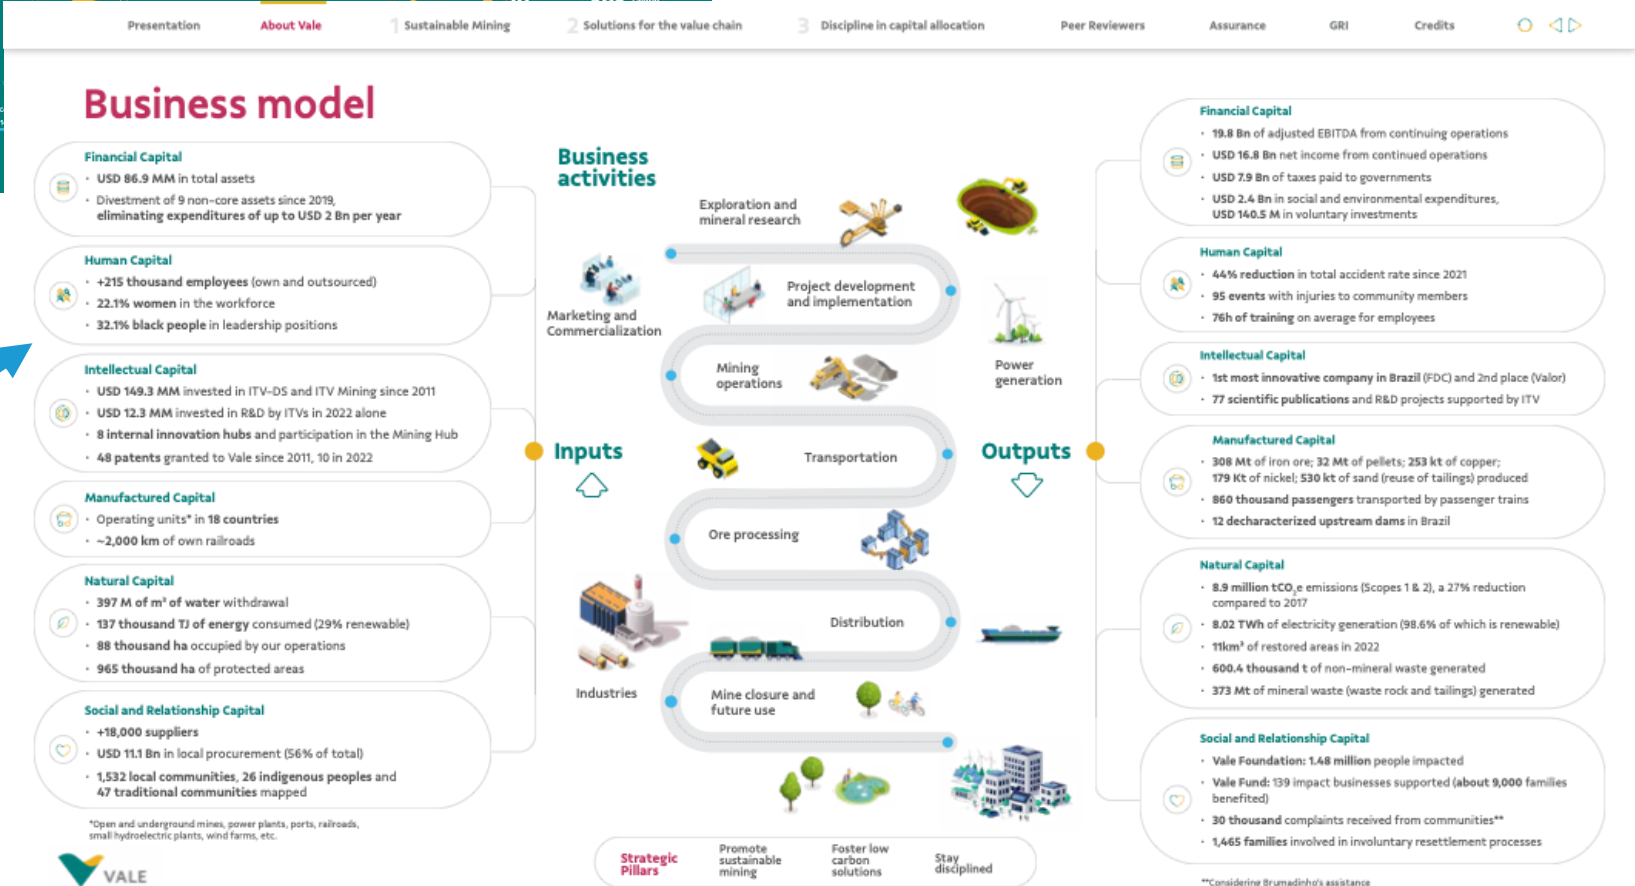 Presentation
About Vale
1 Sustainable Mining
2 Solutions for the value chain
3 Discipline in capital allocation
Peer Reviewers
Assurance
GRI
Credits
Business model
Financial Capital
· USD 86.9 MM in total assets
· Divestment of 9 non-core assets since 2019,
eliminating expenditures of up to USD 2 Bn per year
Human Capital
· +215 thousand employees (own and outsourced)
· 22.1% women in the workforce
· 32.1% black people in leadership positions
Intellectual Capital
· USD 149.3 MM invested in ITV-DS and ITV Mining since 2011
· USD 12.3 MM invested in R&D by ITVs in 2022 alone
· 8 internal innovation hubs and participation in the Mining Hub
· 48 patents granted to Vale since 2011, 10 in 2022
Manufactured Capital
· Operating units* in 18 countries
· ~2,000 km of own railroads
Natural Capital
· 397 M of m³ of water withdrawal
· 137 thousand TJ of energy consumed (29% renewable)
· 88 thousand ha occupied by our operations
· 965 thousand ha of protected areas
Social and Relationship Capital
· +18,000 suppliers
· USD 11.1 Bn in local procurement (56% of total)
· 1,532 local communities, 26 indigenous peoples and
47 traditional communities mapped
*Open and underground mines, power plants, ports, railroads,
small hydroelectric plants, wind farms, etc.
VALE
Business
activities
Exploration and
mineral research
Marketing and
Commercialization
Project development
and implementation
Power
generation
Mining
operations
Inputs
Transportation
Outputs
Ore processing
Distribution
Industries
Mine closure and
future use
Strategic
Pillars
Promote
sustainable
mining
Foster low
carbon
solutions
Stay
disciplined
Financial Capital
· 19.8 Bn of adjusted EBITDA from continuing operations
· USD 16.8 Bn net income from continued operations
· USD 7.9 Bn of taxes paid to governments
· USD 2.4 Bn in social and environmental expenditures,
USD 140.5 M in voluntary investments
Human Capital
· 44% reduction in total accident rate since 2021
· 95 events with injuries to community members
· 76h of training on average for employees
Intellectual Capital
· 1st most innovative company in Brazil (FDC) and 2nd place (Valor)
· 77 scientific publications and R&D projects supported by ITV
Manufactured Capital
· 308 Mt of iron ore; 32 Mt of pellets; 253 kt of copper;
179 Kt of nickel; 530 kt of sand (reuse of tailings) produced
· 860 thousand passengers transported by passenger trains
· 12 decharacterized upstream dams in Brazil
Natural Capital
· 8.9 million tCO₂e emissions (Scopes 1 & 2), a 27% reduction
compared to 2017
· 8.02 TWh of electricity generation (98.6% of which is renewable)
· 11km² of restored areas in 2022
· 600.4 thousand t of non-mineral waste generated
· 373 Mt of mineral waste (waste rock and tailings) generated
Social and Relationship Capital
· Vale Foundation: 1.48 million people impacted
· Vale Fund: 139 impact businesses supported (about 9,000 families
benefited)
· 30 thousand complaints received from communities**
· 1,465 families involved in involuntary resettlement processes
**Considering Brumadinho's assistance